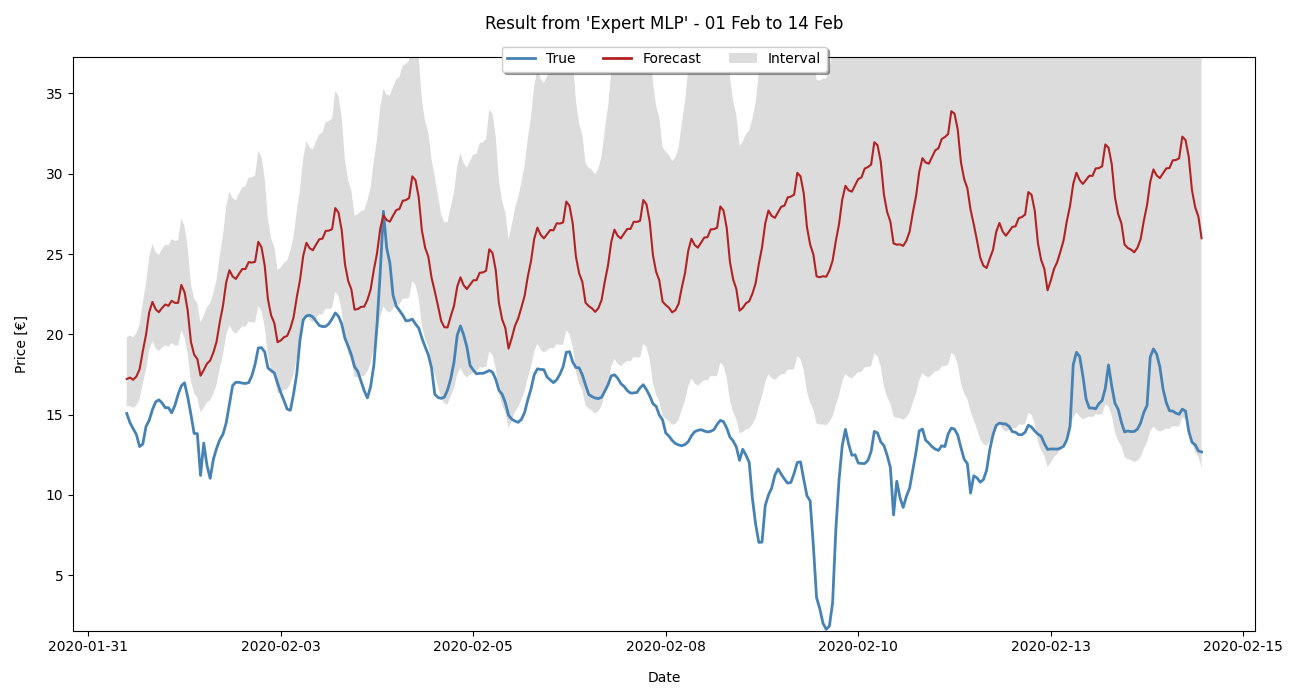 Result from 'Expert MLP' - 01 Feb to 14 Feb
True Forecast Interval
Price [€]
35
30
25
20
15
10
5
2020-01-31 2020-02-03 2020-02-05 2020-02-08 2020-02-10 2020-02-13 2020-02-15
Date